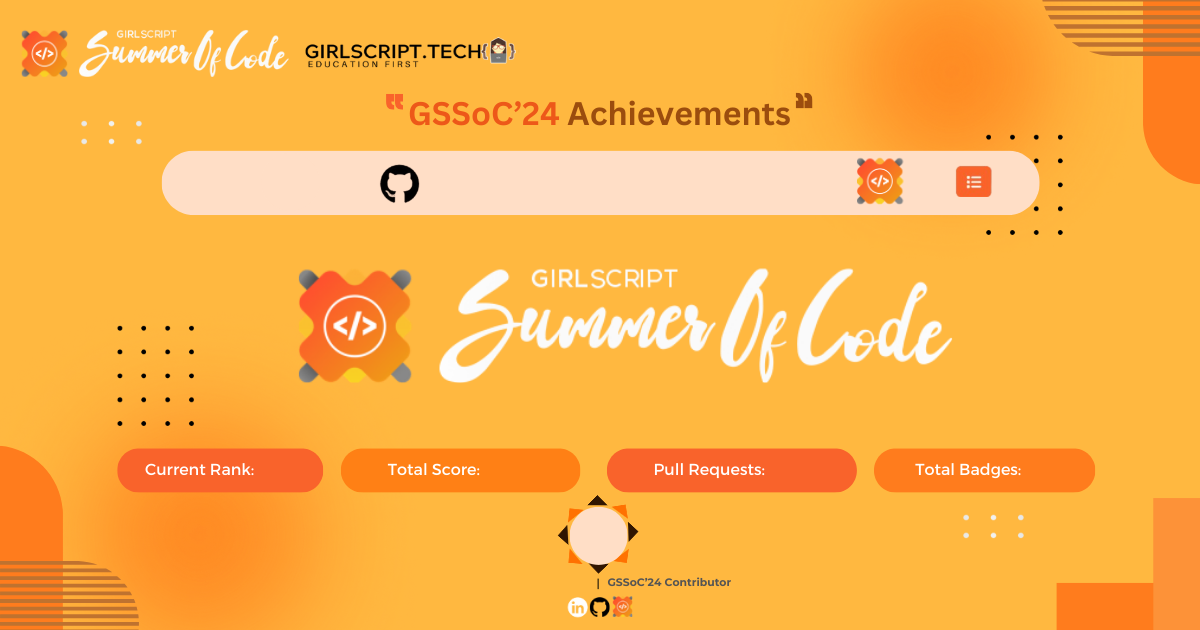 GIRLSCRIPT
Summer Of Code
GIRLSCRIPT.TECH
EDUCATION FIRST
❝GSSoC’24 Achievements❞
</>
</>
GIRLSCRIPT
Summer Of Code
</>
Current Rank:
Total Score:
Pull Requests:
Total Badges:
| GSSoC’24 Contributor
in